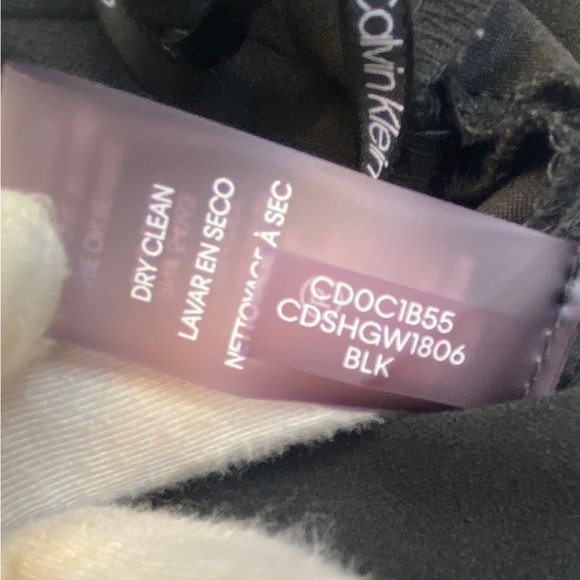 Calvin Klein
DRY CLEAN
LAVAR EN SECO
NETTOYAGE À SEC
CD0C1B55
CDSHGW1806
BLK